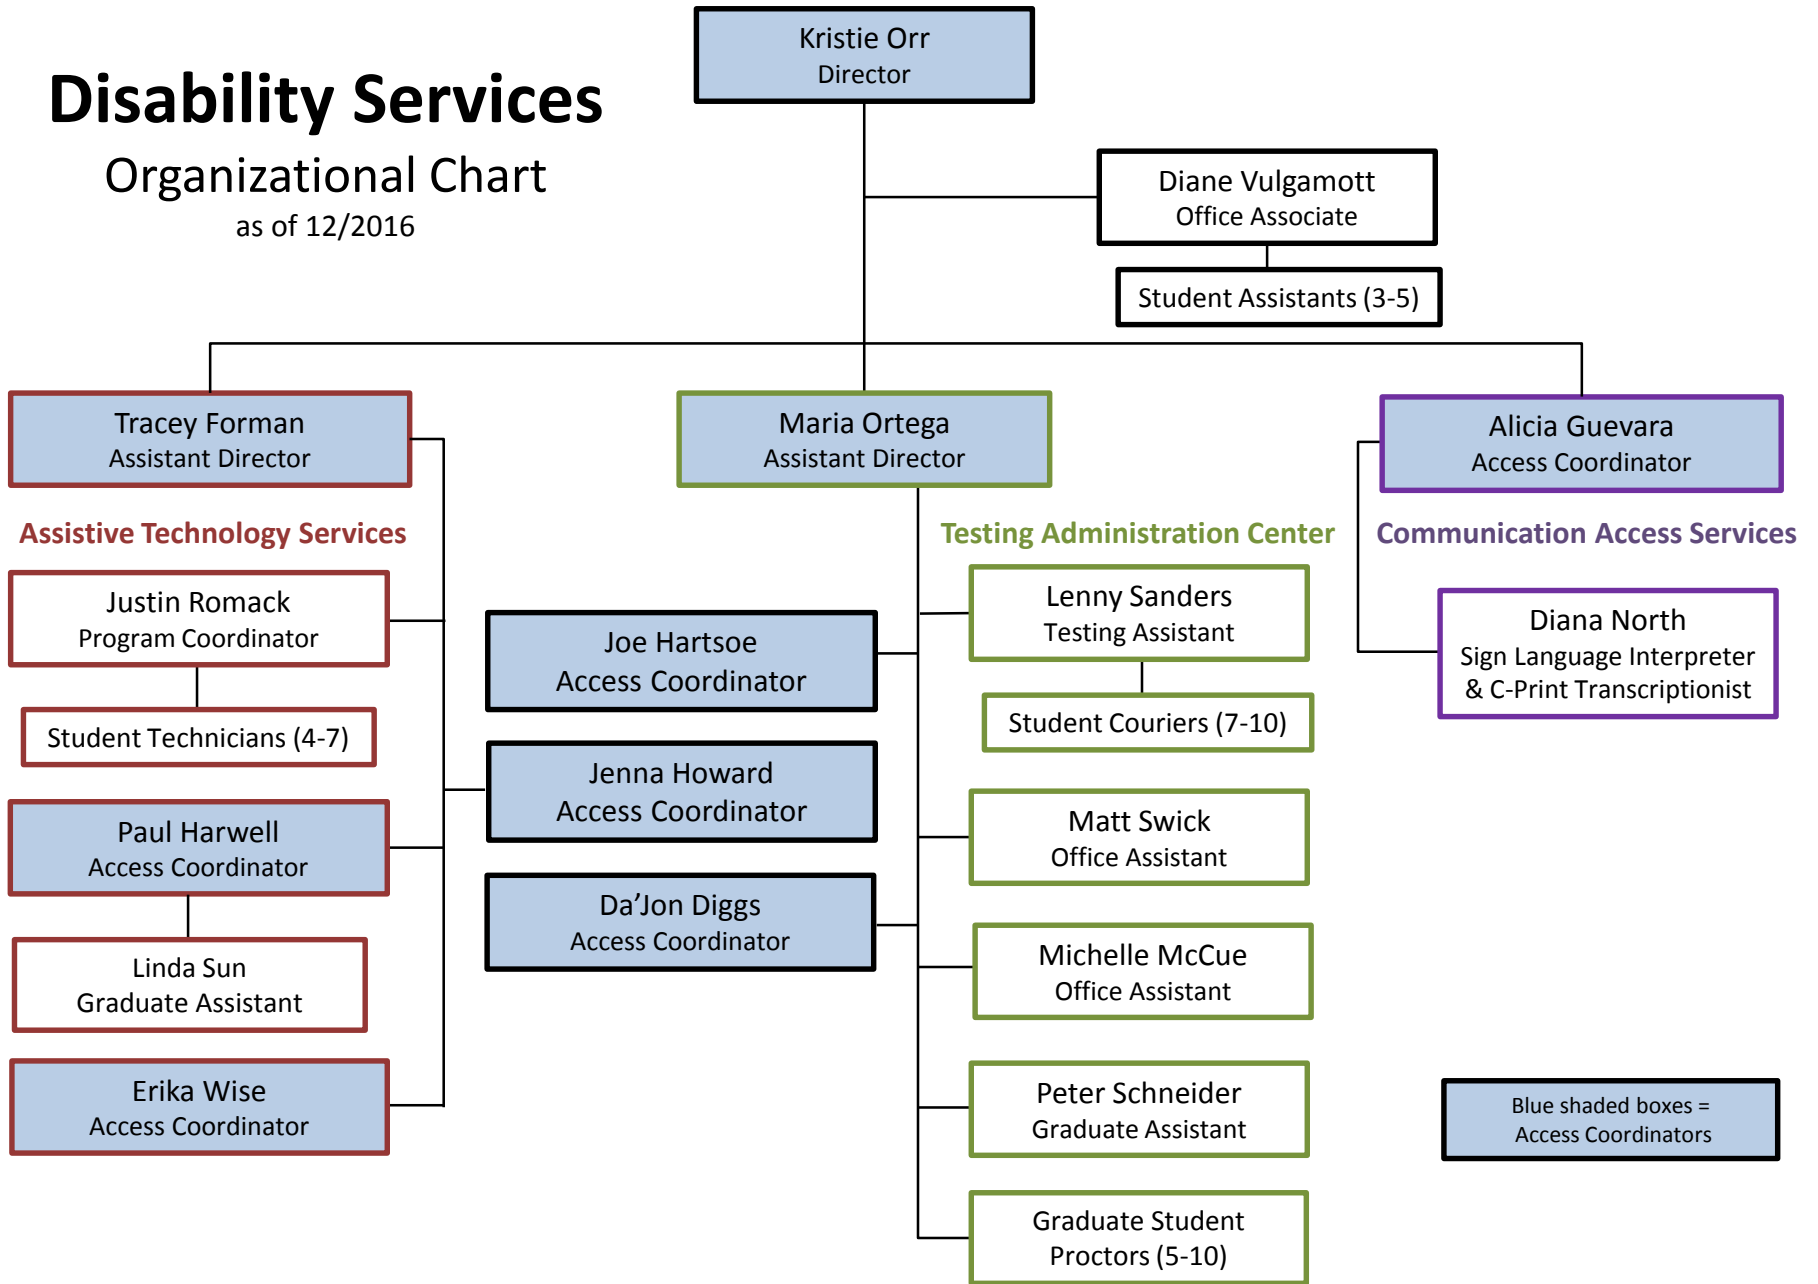 Kristie Orr
Director
Disability Services
Organizational Chart
as of 12/2016
Diane Vulgamott
Office Associate
Student Assistants (3-5)
Tracey Forman
Assistant Director
Maria Ortega
Assistant Director
Alicia Guevara
Access Coordinator
Assistive Technology Services
Justin Romack
Program Coordinator
Student Technicians (4-7)
Paul Harwell
Access Coordinator
Linda Sun
Graduate Assistant
Erika Wise
Access Coordinator
Joe Hartsoe
Access Coordinator
Jenna Howard
Access Coordinator
Da’Jon Diggs
Access Coordinator
Testing Administration Center
Lenny Sanders
Testing Assistant
Student Couriers (7-10)
Matt Swick
Office Assistant
Michelle McCue
Office Assistant
Peter Schneider
Graduate Assistant
Graduate Student
Proctors (5-10)
Communication Access Services
Diana North
Sign Language Interpreter
& C-Print Transcriptionist
Blue shaded boxes =
Access Coordinators